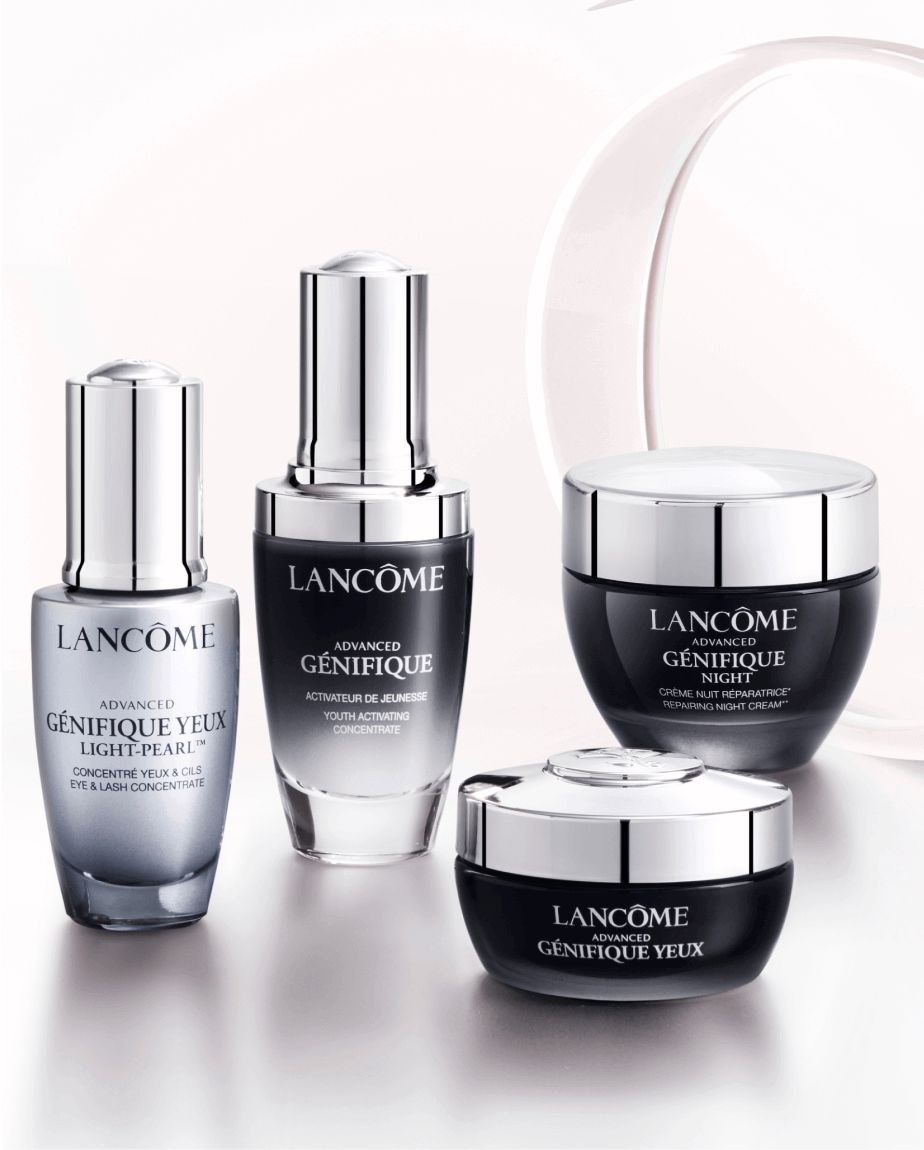 LANCÔME
ADVANCED
GÉNIFIQUE YEUX
LIGHT-PEARL™
CONCENTRÉ YEUX & CILS
EYE & LASH CONCENTRATE
LANCÔME
ADVANCED
GÉNIFIQUE
ACTIVATEUR DE JEUNESSE
YOUTH ACTIVATING
CONCENTRATE
LANCÔME
ADVANCED
GÉNIFIQUE
NIGHT
CRÈME NUIT RÉPARATRICE*
REPAIRING NIGHT CREAM**
LANCÔME
ADVANCED
GÉNIFIQUE YEUX